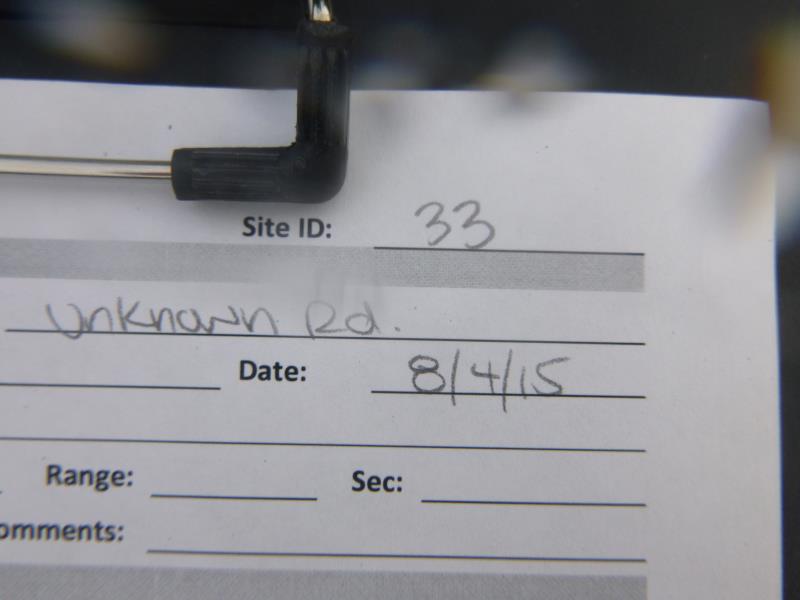 Site ID: 33
Unknown Rd.
Date: 8/4/15
Range: Sec:
omments: